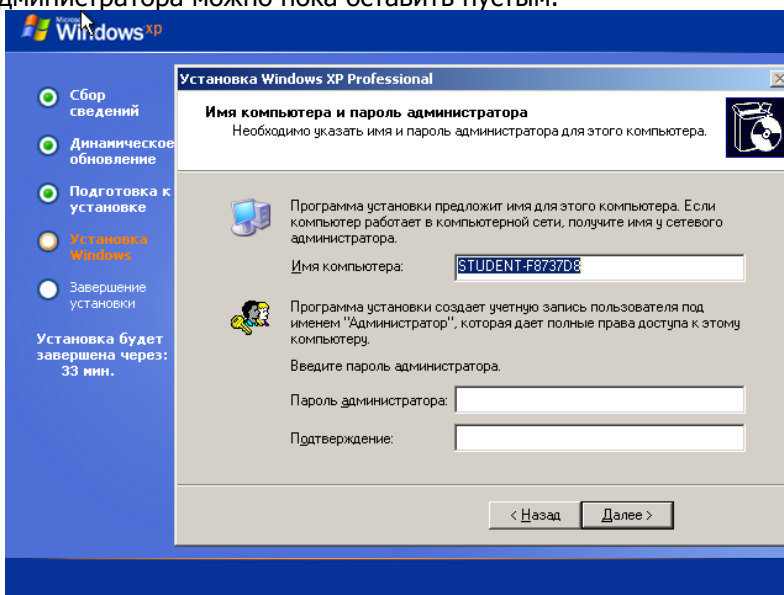 дминистратора можно пока оставить пустым.
Microsoft
Windows xp
Установка Windows XP Professional
Сбор
сведений
Динамическое
обновление
Подготовка к
установке
Установка
Windows
Завершение
установки
Установка будет
завершена через:
33 мин.
Имя компьютера и пароль администратора
Необходимо указать имя и пароль администратора для этого компьютера.
Программа установки предложит имя для этого компьютера. Если
компьютер работает в компьютерной сети, получите имя у сетевого
администратора.
Имя компьютера: STUDENT-F8737D8
Программа установки создает учетную запись пользователя под
именем "Администратор", которая дает полные права доступа к этому
компьютеру.
Введите пароль администратора.
Пароль администратора:
Подтверждение:
< Назад Далее >